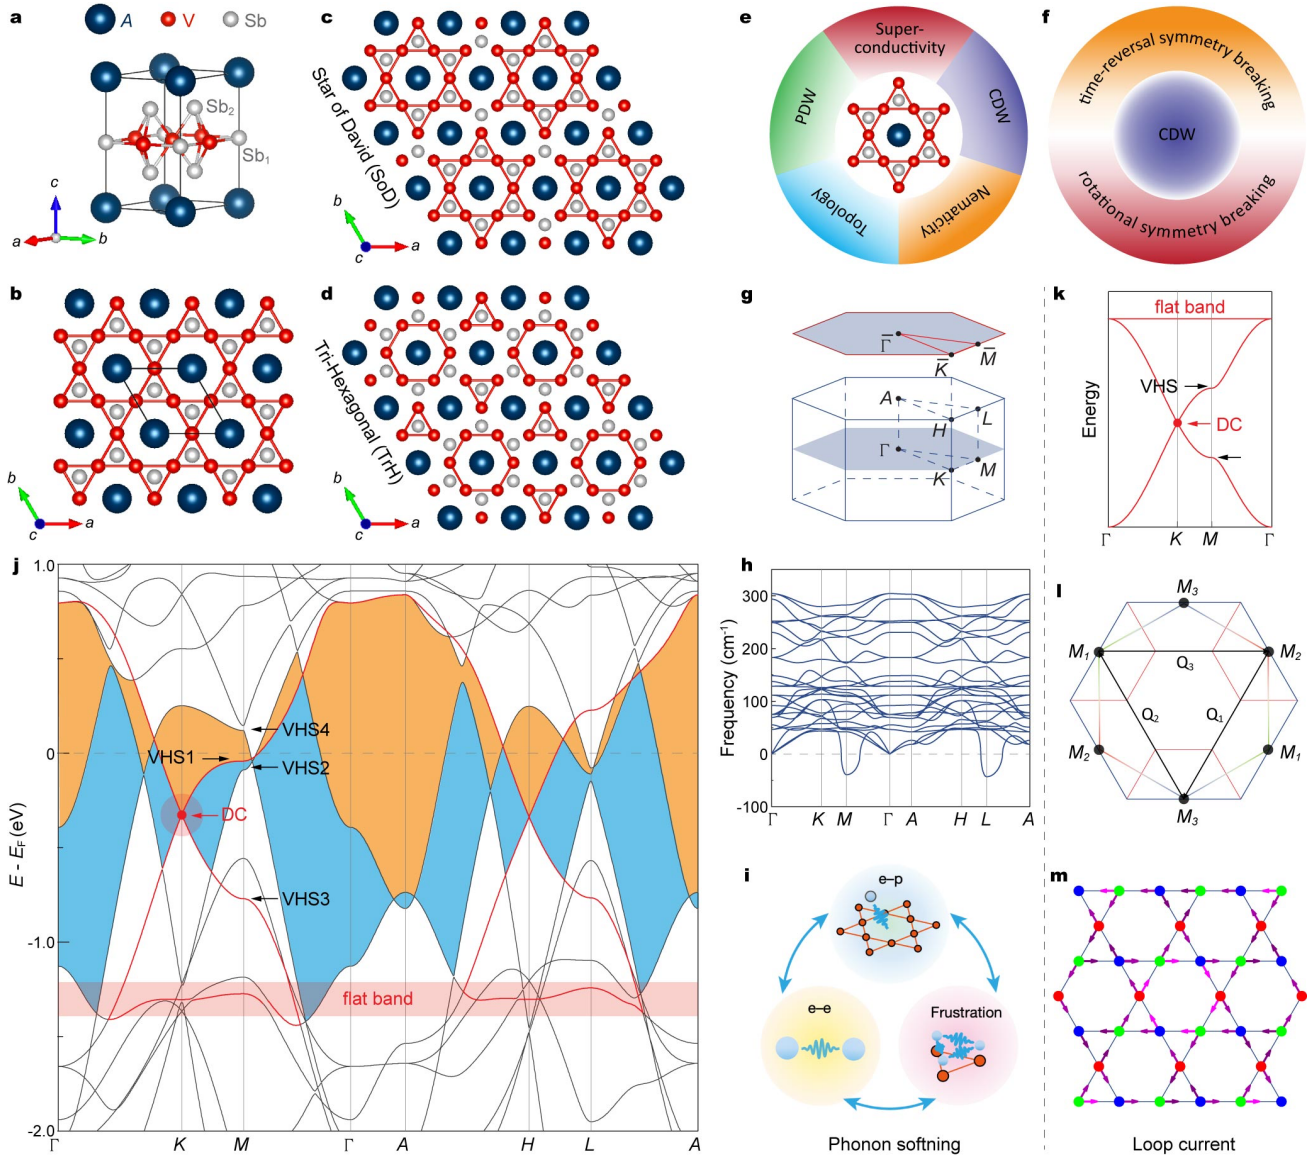 a
A
V
Sb
Sb2
Sb1
c
a
b
b
b
a
c
c
Star of David (SoD)
b
a
c
d
Tri-Hexagonal (TrH)
b
a
c
e
Super-
conductivity
CDW
Nematicity
Topology
PDW
f
time-reversal symmetry breaking
CDW
rotational symmetry breaking
g
Γ̅
M̅
K̅
A
L
H
Γ
M
K
k
flat band
VHS
DC
Energy
Γ K M Γ
j
1.0
0
-1.0
-2.0
E - EF (eV)
VHS4
VHS1
VHS2
DC
VHS3
flat band
Γ K M Γ A H L A
h
300
200
100
0
-100
Frequency (cm-1)
Γ K M Γ A H L A
l
M3
M1
M2
Q3
Q2
Q1
M2
M1
M3
i
e–p
e–e
Frustration
Phonon softning
m
Loop current